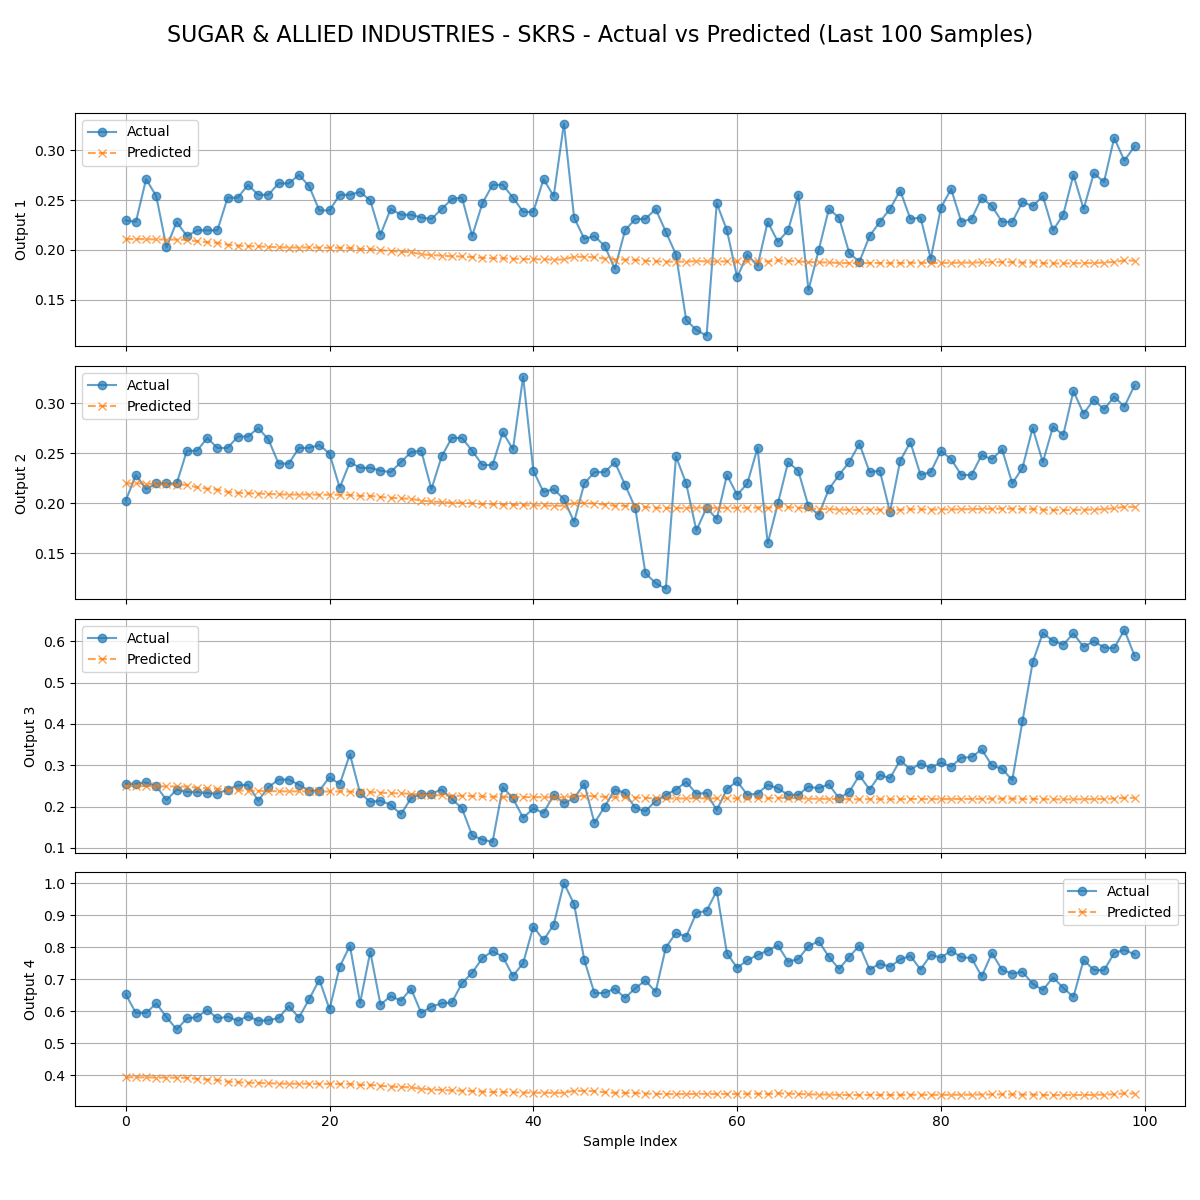 SUGAR & ALLIED INDUSTRIES - SKRS - Actual vs Predicted (Last 100 Samples)
Actual
Predicted
0.30
0.25
0.20
0.15
Output 1
Actual
Predicted
0.30
0.25
0.20
0.15
Output 2
Actual
Predicted
0.6
0.5
0.4
0.3
0.2
0.1
Output 3
Actual
Predicted
1.0
0.9
0.8
0.7
0.6
0.5
0.4
Output 4
0 20 40 60 80 100
Sample Index